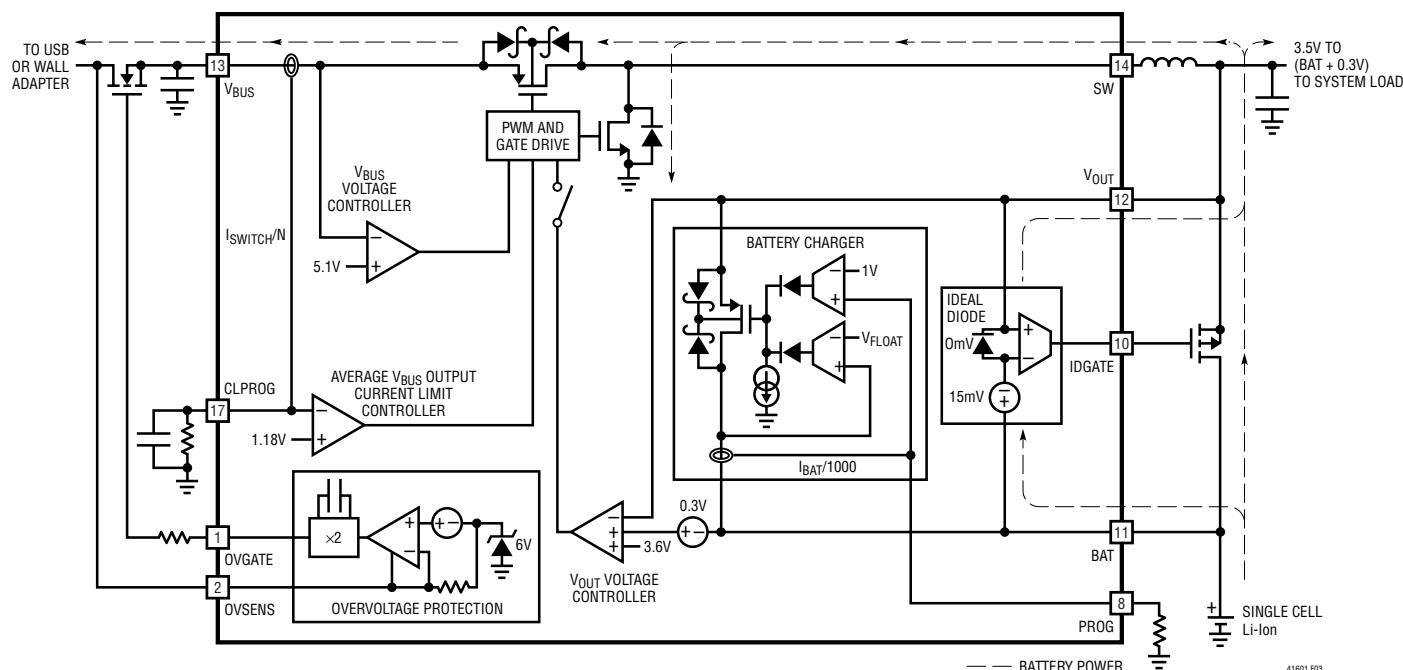 TO USB
OR WALL
ADAPTER
13
VBUS
14
SW
3.5V TO
(BAT + 0.3V)
TO SYSTEM LOAD
PWM AND
GATE DRIVE
VBUS
VOLTAGE
CONTROLLER
ISWITCH/N
5.1V
−
+
VOUT
12
BATTERY CHARGER
−
1V
+
−
VFLOAT
+
IDEAL
DIODE
0mV
+
−
−
+
15mV
10
IDGATE
CLPROG
17
AVERAGE VBUS OUTPUT
CURRENT LIMIT
CONTROLLER
−
1.18V
+
IBAT/1000
0.3V
+ −
−
+
+
3.6V
VOUT VOLTAGE
CONTROLLER
11
BAT
1
OVGATE
×2
+
−
+ −
6V
2
OVSENS
OVERVOLTAGE PROTECTION
8
PROG
+
SINGLE CELL
Li-Ion
BATTERY POWER
41601 F03